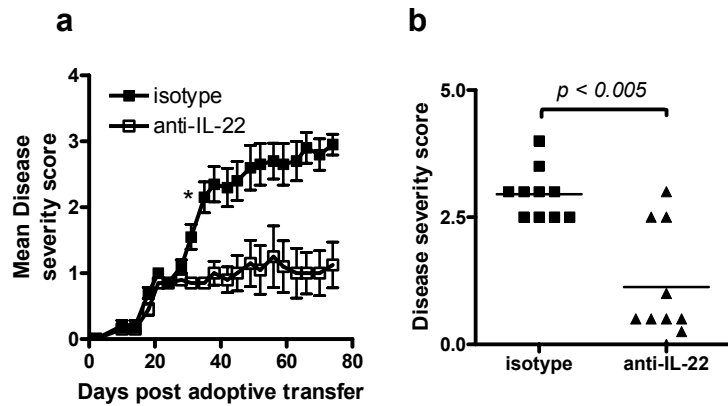 a
4
3
2
1
0
0
20
40
60
80
Mean Disease
severity score
Days post adoptive transfer
isotype
anti-IL-22
*
b
5.0
2.5
0.0
Disease severity score
p < 0.005
isotype
anti-IL-22